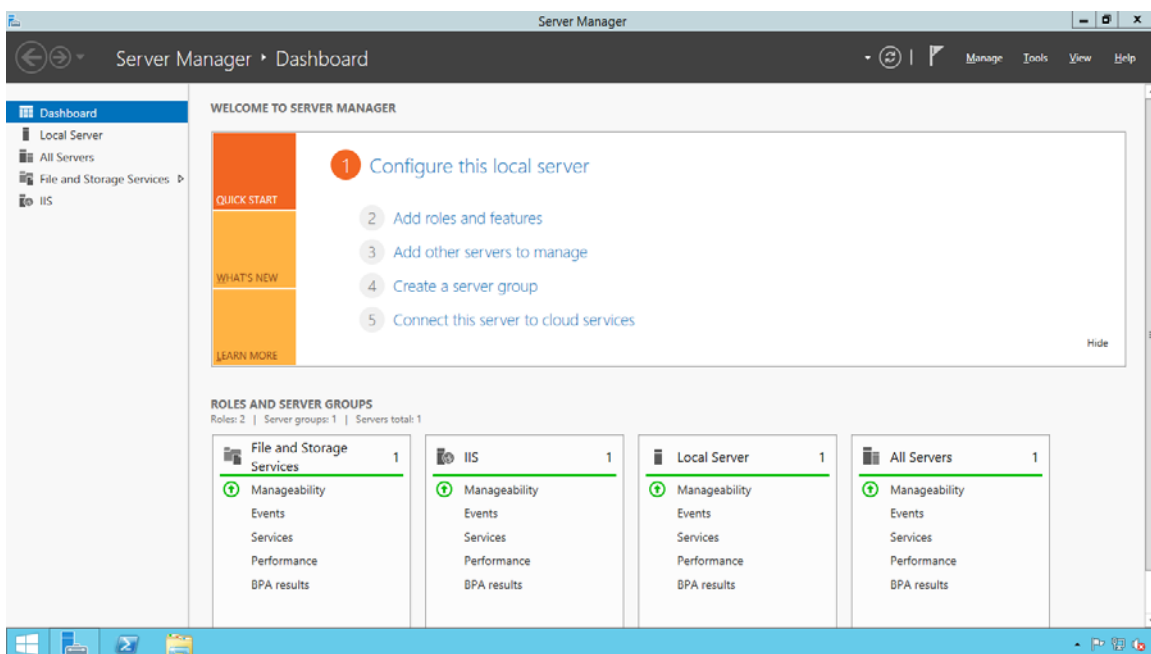 Server Manager
Server Manager ‣ Dashboard
Manage Tools View Help
Dashboard
Local Server
All Servers
File and Storage Services
IIS
WELCOME TO SERVER MANAGER
QUICK START
WHAT'S NEW
LEARN MORE
1 Configure this local server
2 Add roles and features
3 Add other servers to manage
4 Create a server group
5 Connect this server to cloud services
Hide
ROLES AND SERVER GROUPS
Roles: 2 | Server groups: 1 | Servers total: 1
File and Storage
Services 1
Manageability
Events
Services
Performance
BPA results
IIS 1
Manageability
Events
Services
Performance
BPA results
Local Server 1
Manageability
Events
Services
Performance
BPA results
All Servers 1
Manageability
Events
Services
Performance
BPA results